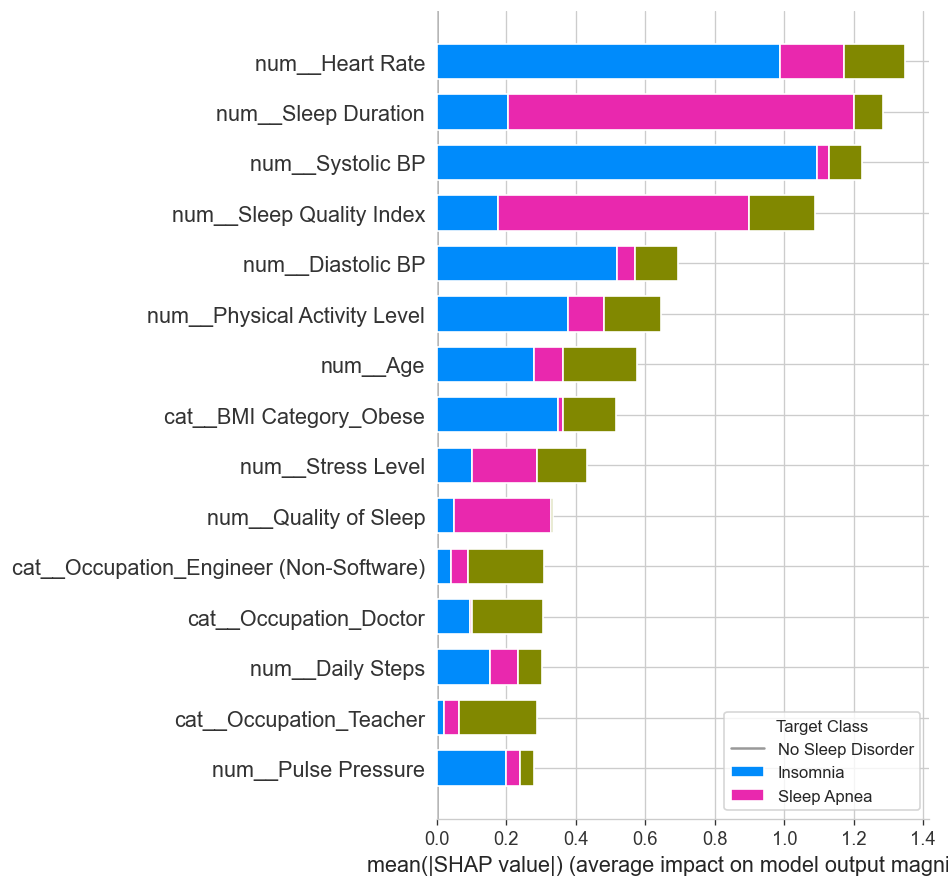 num__Heart Rate
num__Sleep Duration
num__Systolic BP
num__Sleep Quality Index
num__Diastolic BP
num__Physical Activity Level
num__Age
cat__BMI Category_Obese
num__Stress Level
num__Quality of Sleep
cat__Occupation_Engineer (Non-Software)
cat__Occupation_Doctor
num__Daily Steps
cat__Occupation_Teacher
num__Pulse Pressure
Target Class
No Sleep Disorder
Insomnia
Sleep Apnea
0.0 0.2 0.4 0.6 0.8 1.0 1.2 1.4
mean(|SHAP value|) (average impact on model output magni